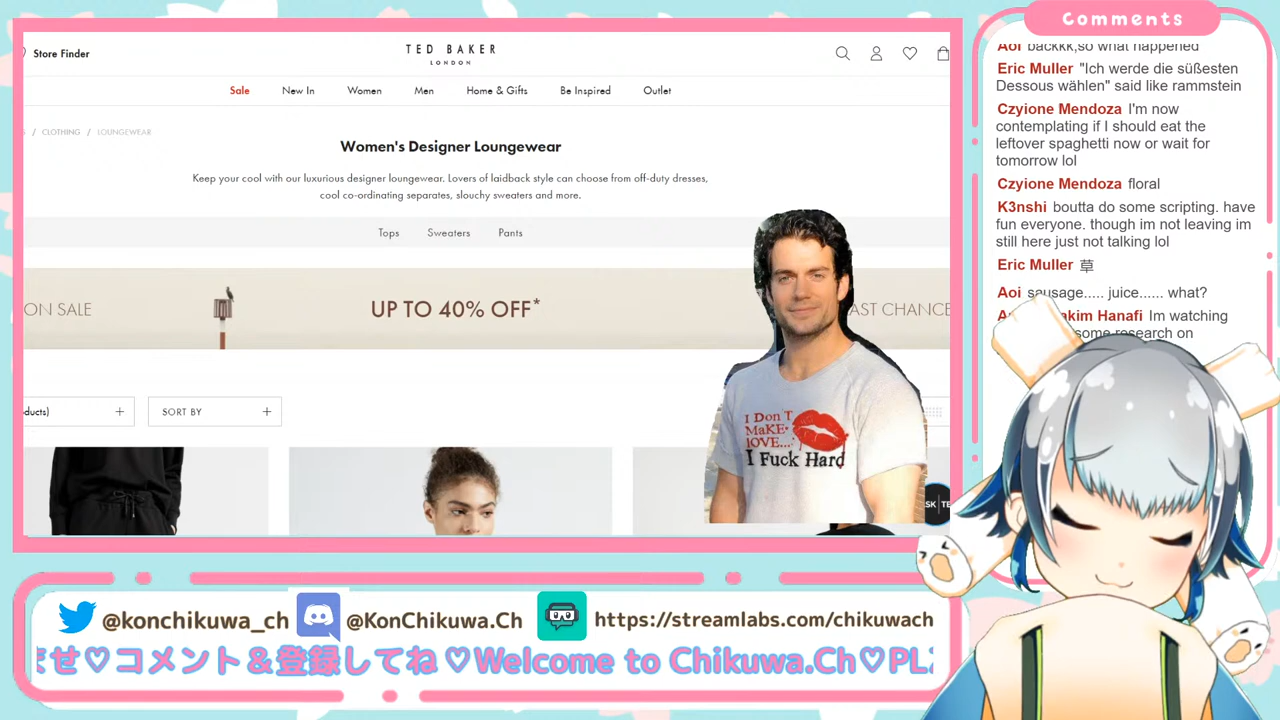 Store Finder
TED BAKER
LONDON
Sale New In Women Men Home & Gifts Be Inspired Outlet
/ CLOTHING / LOUNGEWEAR
Women's Designer Loungewear
Keep your cool with our luxurious designer loungewear. Lovers of laidback style can choose from off-duty dresses,
cool co-ordinating separates, slouchy sweaters and more.
Tops Sweaters Pants
ON SALE
UP TO 40% OFF*
AST CHANCE
ducts) +
SORT BY +
I DON'T
MaKE
lOVE...
I Fuck Hard
SK | TE
Comments
Aoi backkk,so what happened
Eric Muller "Ich werde die süßesten
Dessous wählen" said like rammstein
Czyione Mendoza I'm now
contemplating if I should eat the
leftover spaghetti now or wait for
tomorrow lol
Czyione Mendoza floral
K3nshi boutta do some scripting. have
fun everyone. though im not leaving im
still here just not talking lol
Eric Muller 草
Aoi sausage..... juice...... what?
akim Hanafi Im watching
some research on
@konchikuwa_ch @KonChikuwa.Ch https://streamlabs.com/chikuwach
ませ♡コメント＆登録してね ♡Welcome to Chikuwa.Ch♡PLZ